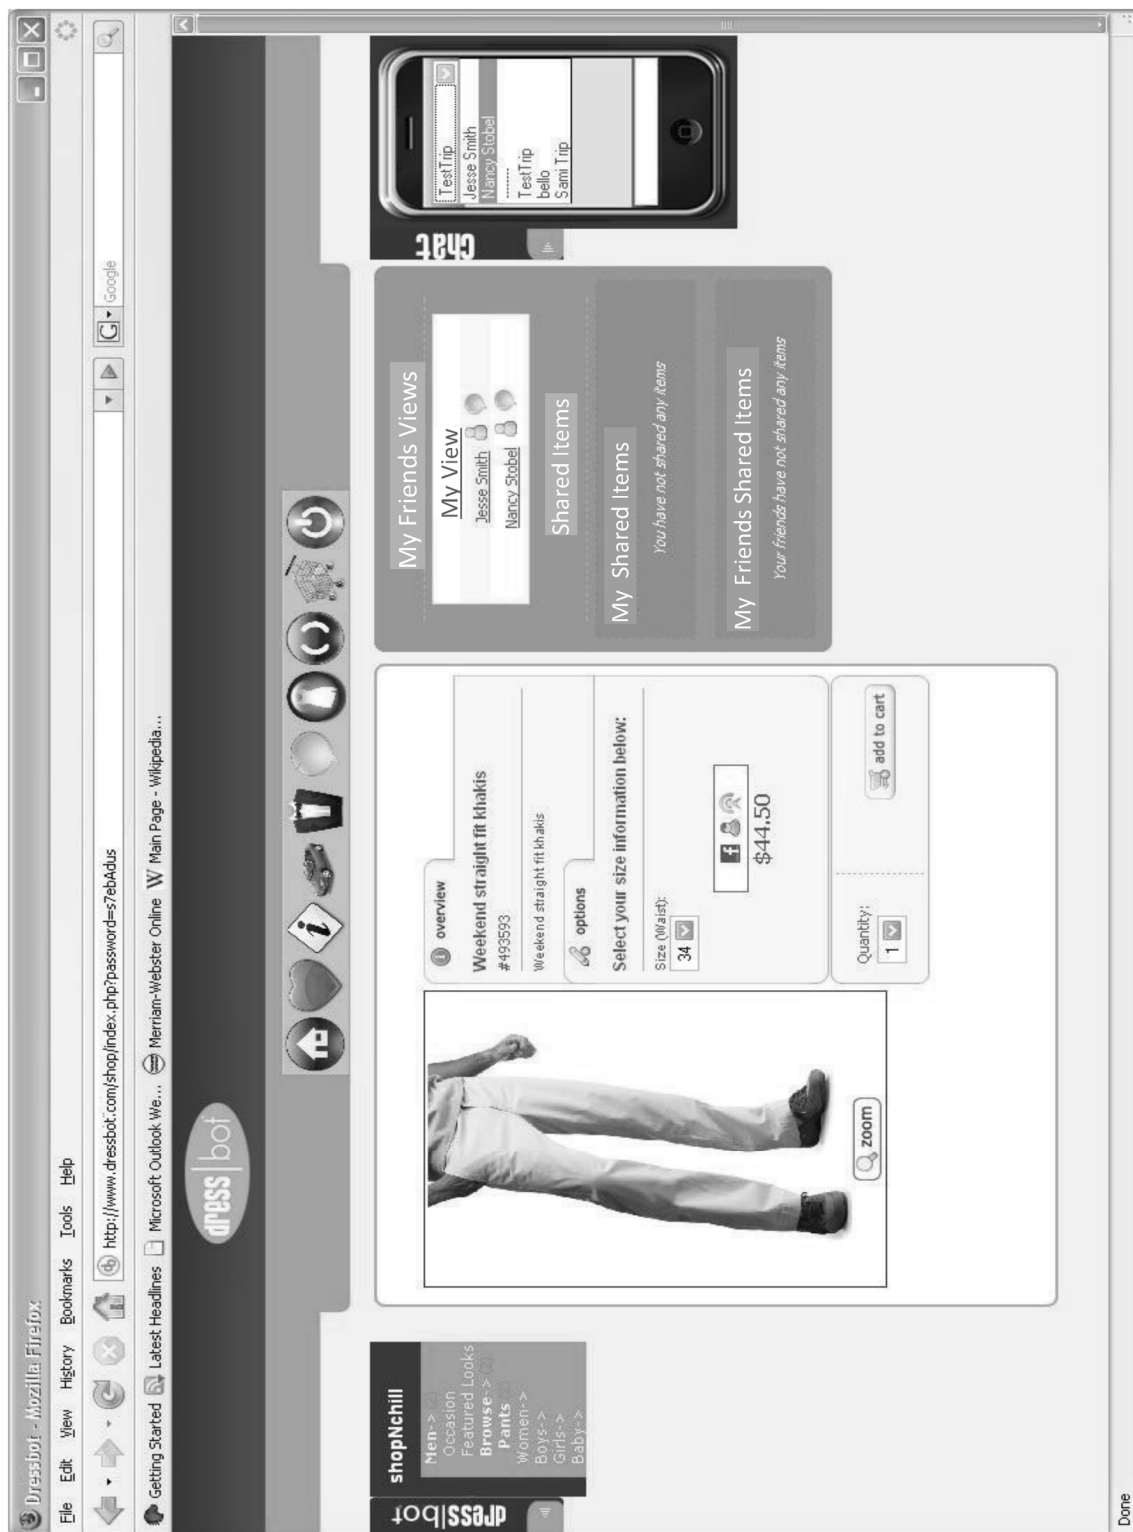 Dressbot - Mozilla Firefox
File Edit View History Bookmarks Tools Help
http://www.dressbot.com/shop/index.php?password=s7ebAdus
G Google
Getting Started Latest Headlines Microsoft Outlook We... Merriam-Webster Online W Main Page - Wikipedia...
dress|bot
dress|bot
shopNchill
Men->
Occasion
Featured Looks
Browse->
Pants
Women->
Boys->
Girls->
Baby->
zoom
overview
Weekend straight fit khakis
#493593
Weekend straight fit khakis
options
Select your size information below:
Size (Waist):
34
f
$44.50
Quantity:
1
add to cart
My Friends Views
My View
Jesse Smith
Nancy Stobel
Shared Items
My Shared Items
You have not shared any items
My Friends Shared Items
Your friends have not shared any items
Chat
TestTrip
Jesse Smith
Nancy Stobel
--------
TestTrip
bello
Sami Trip
Done